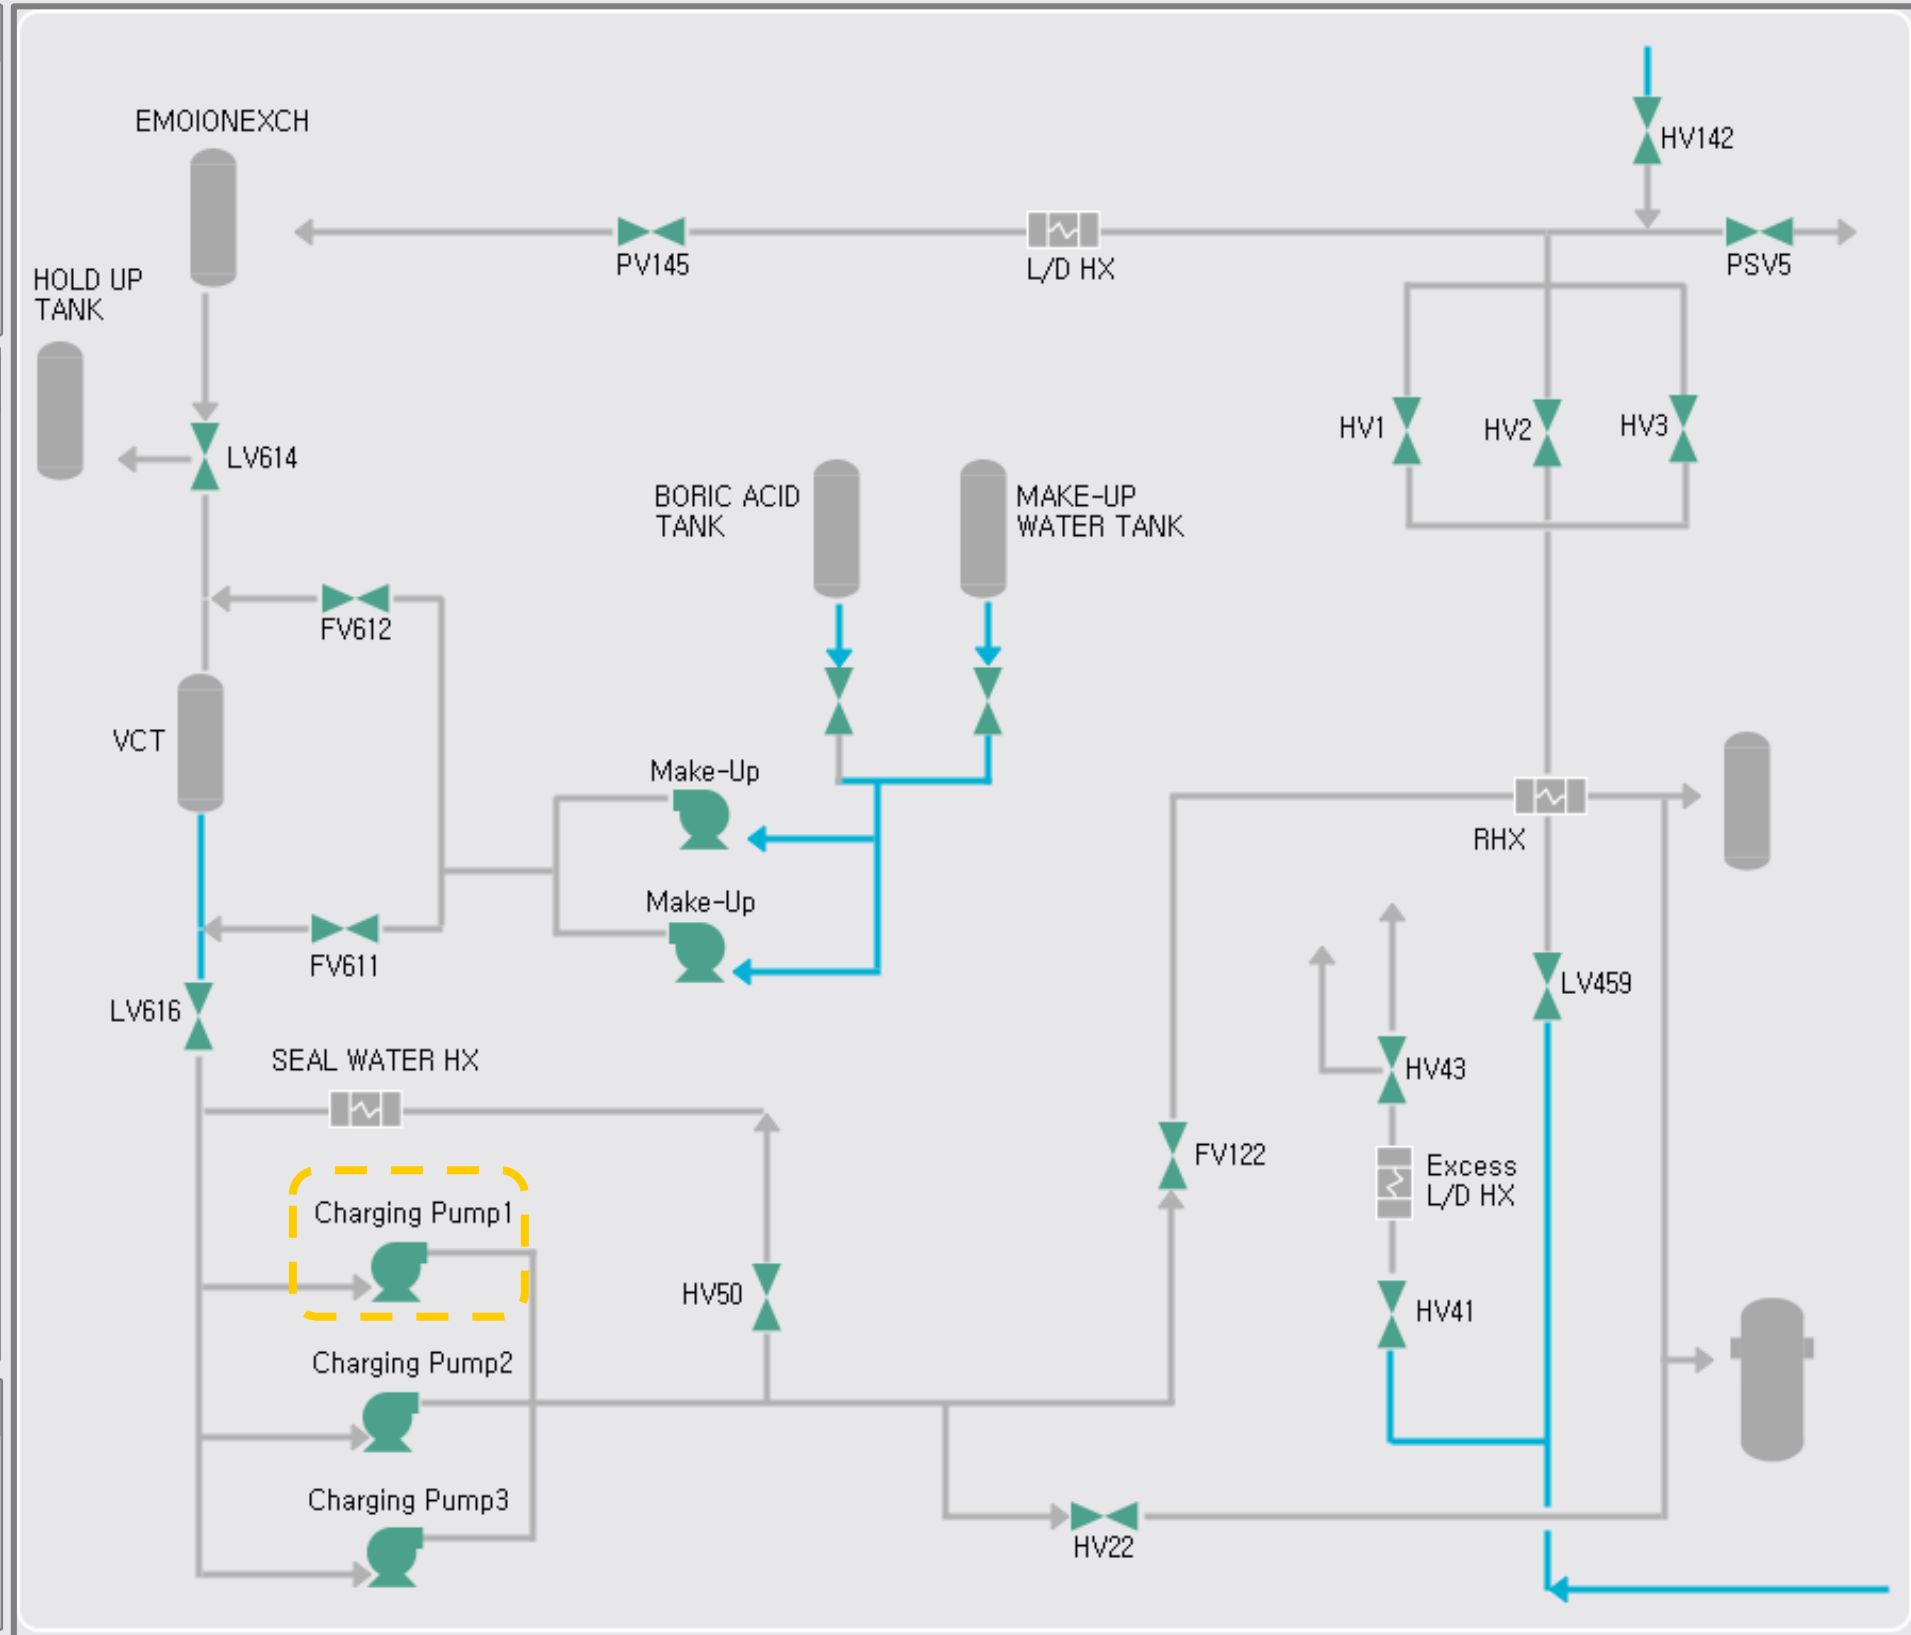 EMOIONEXCH
HV142
PV145
L/D HX
PSV5
HOLD UP
TANK
HV1
HV2
HV3
LV614
BORIC ACID
TANK
MAKE-UP
WATER TANK
FV612
VCT
Make-Up
RHX
Make-Up
FV611
LV459
LV616
SEAL WATER HX
HV43
FV122
Excess
L/D HX
Charging Pump1
HV50
HV41
Charging Pump2
Charging Pump3
HV22